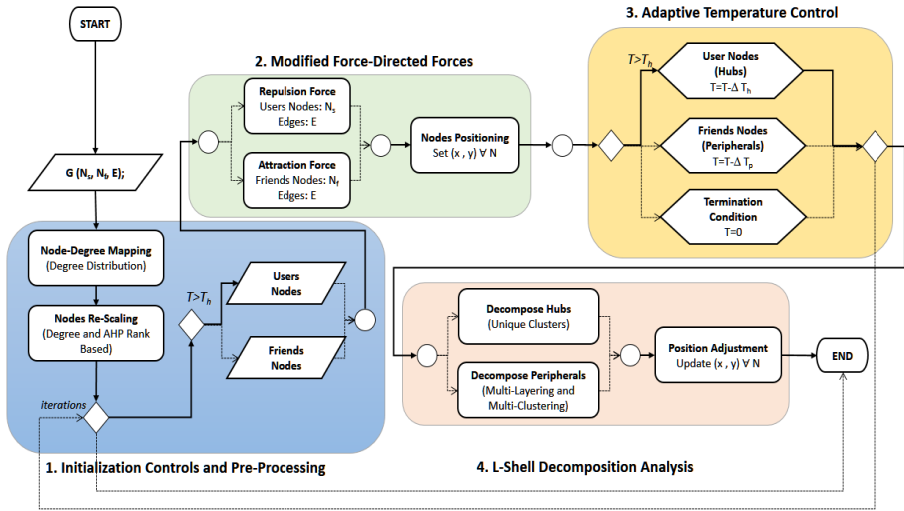 START
G (Ns, Nf, E);
Node-Degree Mapping
(Degree Distribution)
Nodes Re-Scaling
(Degree and AHP Rank
Based)
iterations
T>Th
Users
Nodes
Friends
Nodes
1. Initialization Controls and Pre-Processing
2. Modified Force-Directed Forces
Repulsion Force
Users Nodes: Ns
Edges: E
Attraction Force
Friends Nodes: Nf
Edges: E
Nodes Positioning
Set (x , y) ∀ N
3. Adaptive Temperature Control
T>Th
User Nodes
(Hubs)
T=T-Δ Th
Friends Nodes
(Peripherals)
T=T-Δ Tp
Termination
Condition
T=0
Decompose Hubs
(Unique Clusters)
Decompose Peripherals
(Multi-Layering and
Multi-Clustering)
Position Adjustment
Update (x , y) ∀ N
END
4. L-Shell Decomposition Analysis